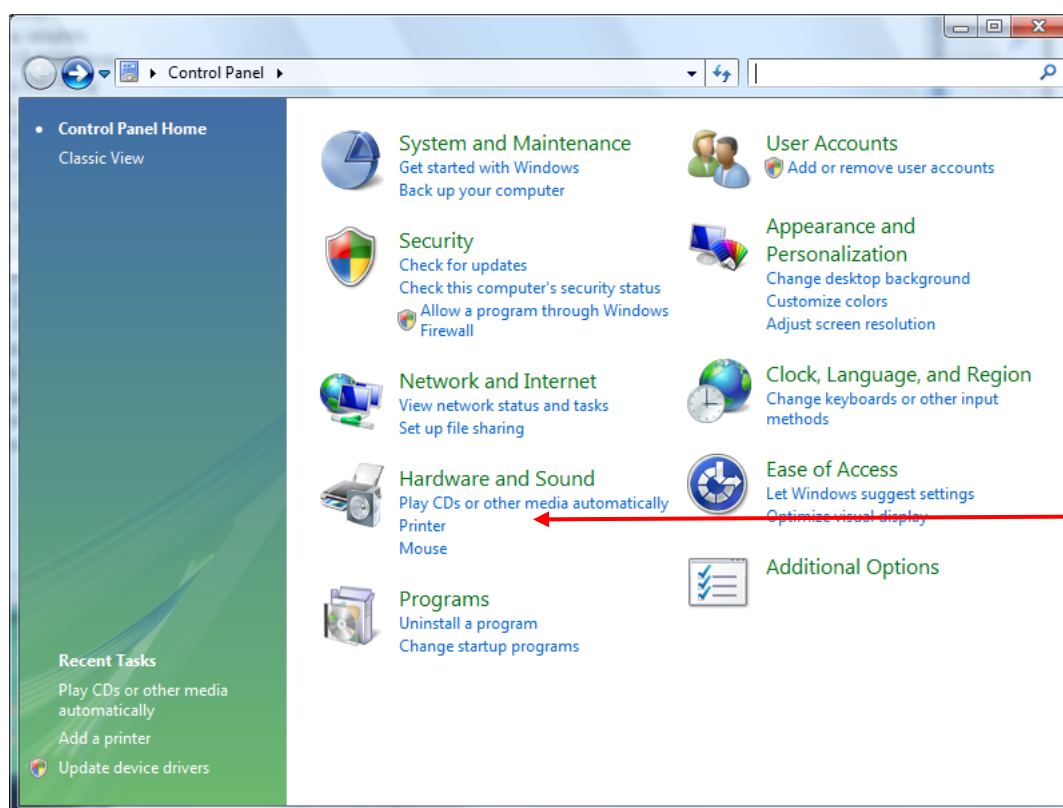 Control Panel
Control Panel Home
Classic View
Recent Tasks
Play CDs or other media
automatically
Add a printer
Update device drivers
System and Maintenance
Get started with Windows
Back up your computer
Security
Check for updates
Check this computer's security status
Allow a program through Windows
Firewall
Network and Internet
View network status and tasks
Set up file sharing
Hardware and Sound
Play CDs or other media automatically
Printer
Mouse
Programs
Uninstall a program
Change startup programs
User Accounts
Add or remove user accounts
Appearance and
Personalization
Change desktop background
Customize colors
Adjust screen resolution
Clock, Language, and Region
Change keyboards or other input
methods
Ease of Access
Let Windows suggest settings
Optimize visual display
Additional Options